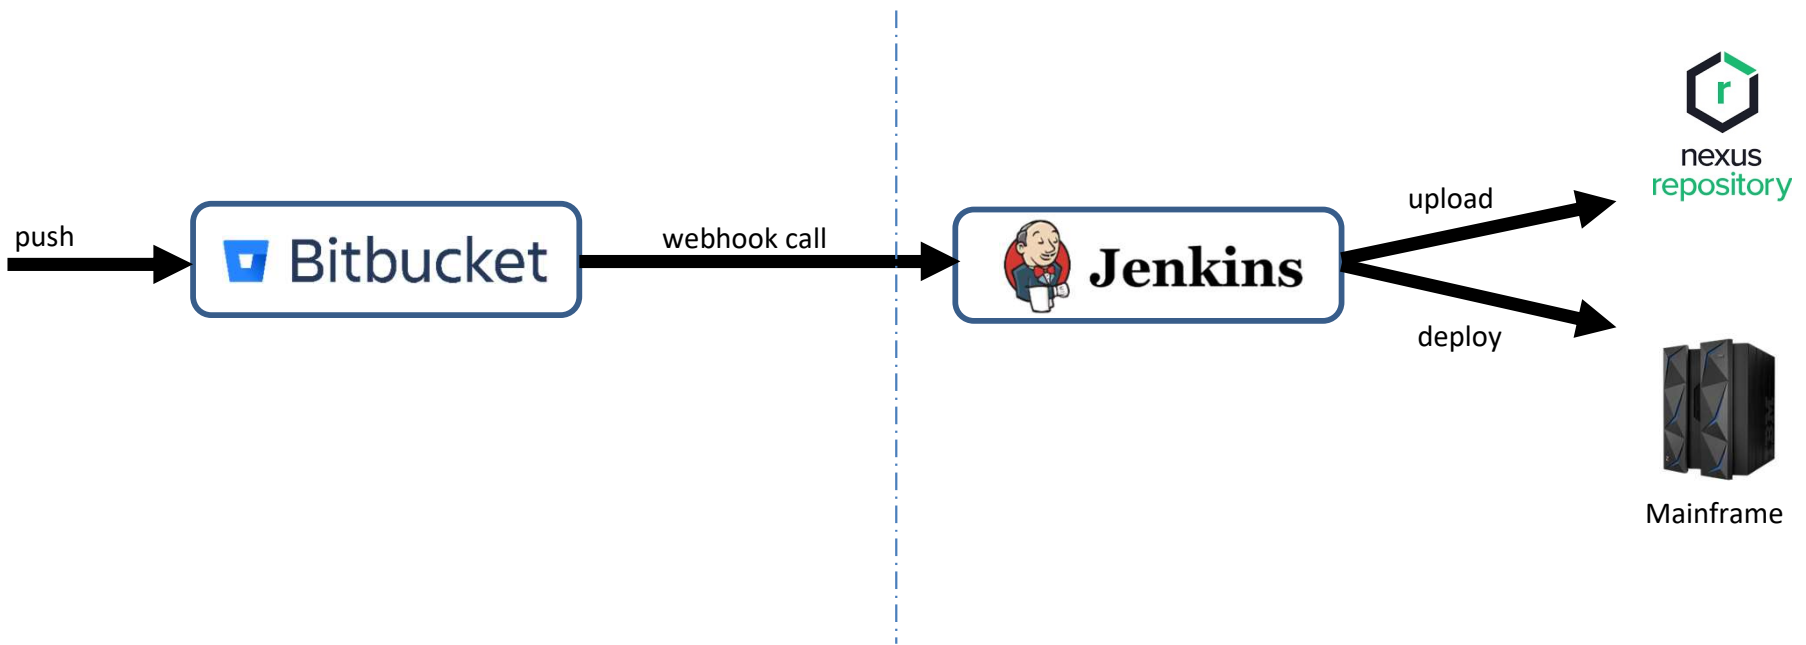 push
Bitbucket
webhook call
Jenkins
upload
deploy
r
nexus
repository
Mainframe